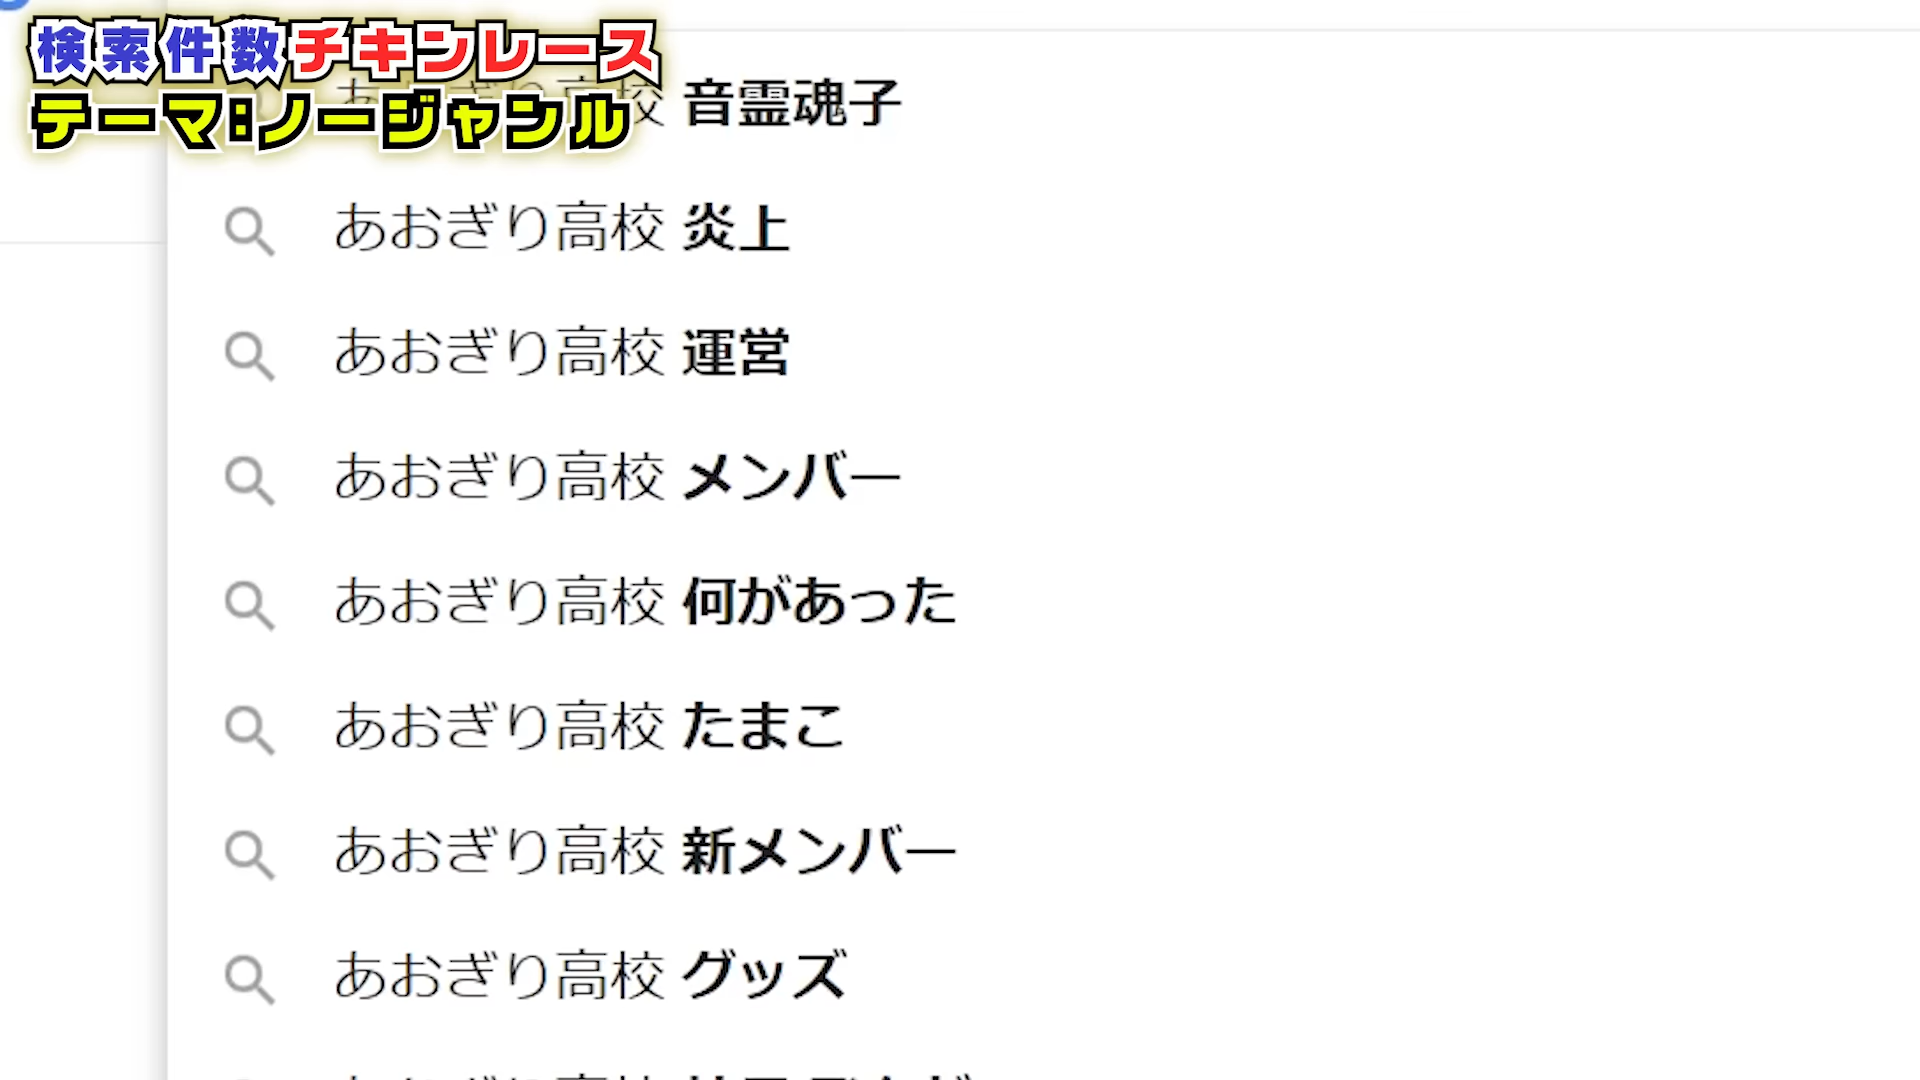 検索件数チキンレース
テーマ:ノージャンル
校 音霊魂子
あおぎり高校 炎上
あおぎり高校 運営
あおぎり高校 メンバー
あおぎり高校 何があった
あおぎり高校 たまこ
あおぎり高校 新メンバー
あおぎり高校 グッズ